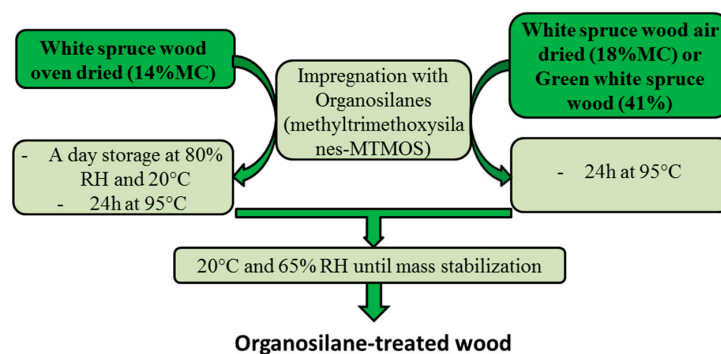 White spruce wood
oven dried (14%MC)
Impregnation with
Organosilanes
(methyltrimethoxysila
nes-MTMOS)
White spruce wood air
dried (18%MC) or
Green white spruce
wood (41%)
- A day storage at 80%
RH and 20°C
- 24h at 95°C
- 24h at 95°C
20°C and 65% RH until mass stabilization
Organosilane-treated wood